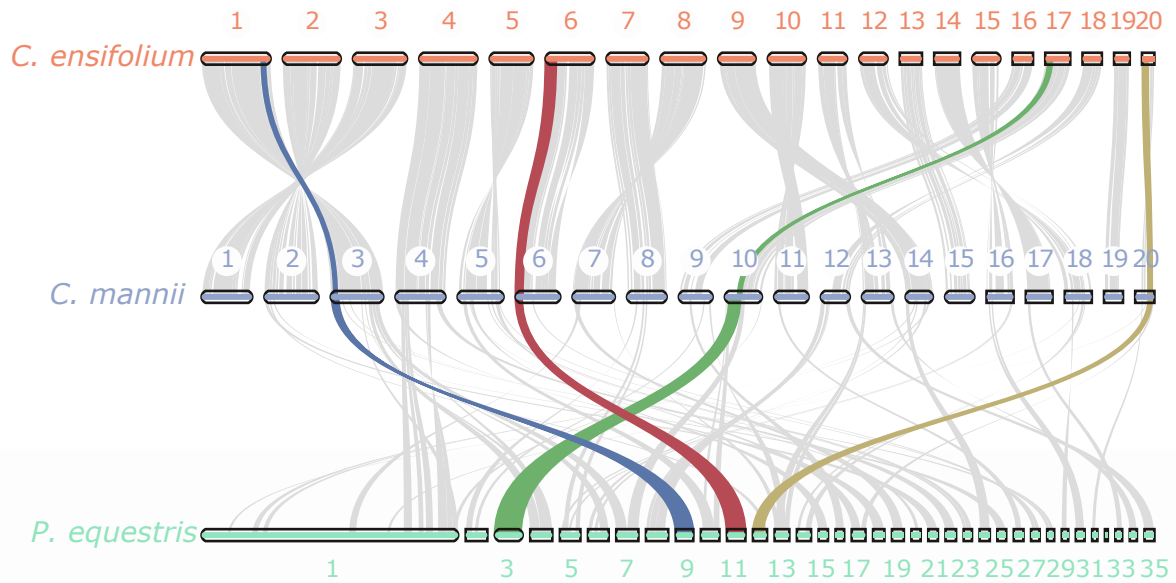 1 2 3 4 5 6 7 8 9 10 11 12 13 14 15 16 17 18 19 20
C. ensifolium
1 2 3 4 5 6 7 8 9 10 11 12 13 14 15 16 17 18 19 20
C. mannii
P. equestris
1 3 5 7 9 11 13 15 17 19 21 23 25 27 29 31 33 35